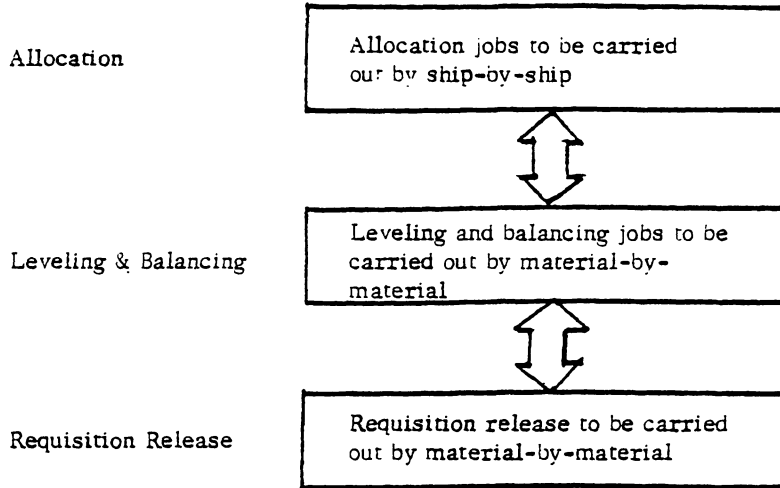 Allocation
Allocation jobs to be carried
out by ship-by-ship
Leveling & Balancing
Leveling and balancing jobs to be
carried out by material-by-
material
Requisition Release
Requisition release to be carried
out by material-by-material